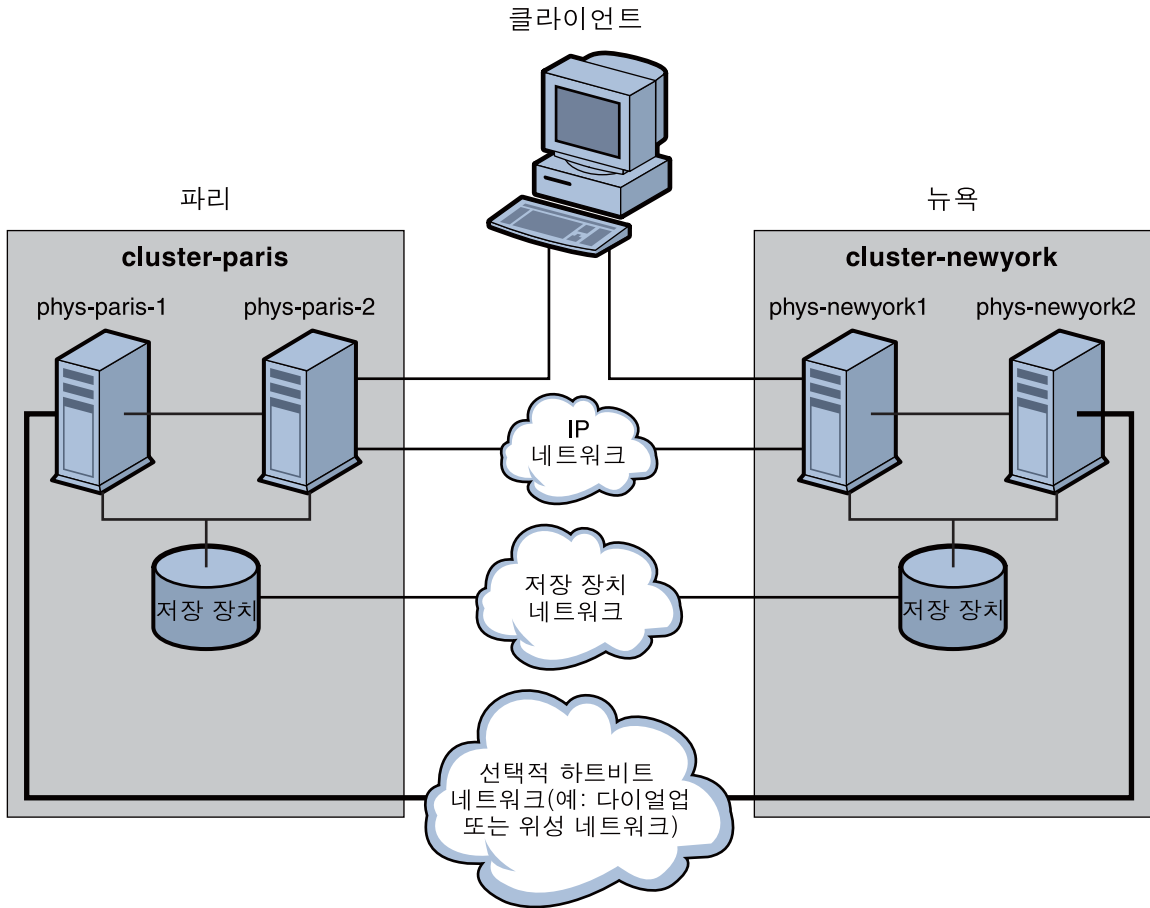 클라이언트
파리
뉴욕
cluster-paris
cluster-newyork
phys-paris-1
phys-paris-2
phys-newyork1
phys-newyork2
IP
네트워크
저장 장치
저장 장치
네트워크
저장 장치
선택적 하트비트
네트워크(예: 다이얼업
또는 위성 네트워크)